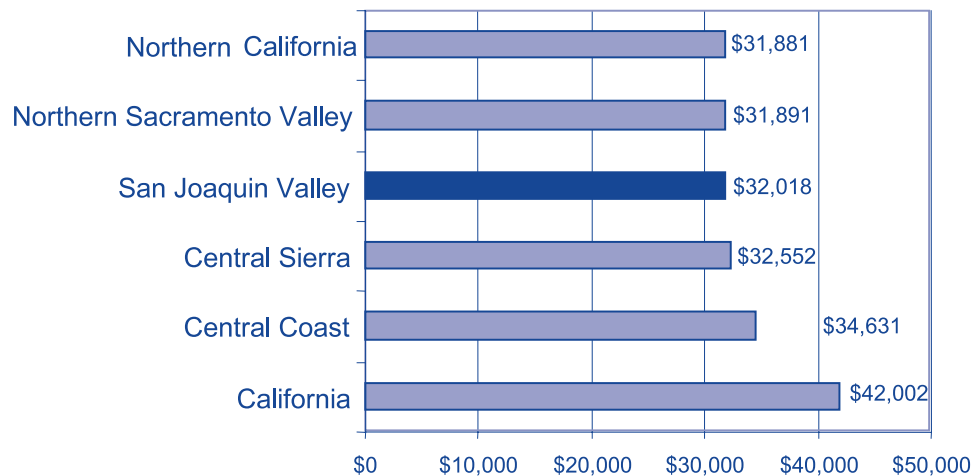 Northern California $31,881
Northern Sacramento Valley $31,891
San Joaquin Valley $32,018
Central Sierra $32,552
Central Coast $34,631
California $42,002
$0 $10,000 $20,000 $30,000 $40,000 $50,000